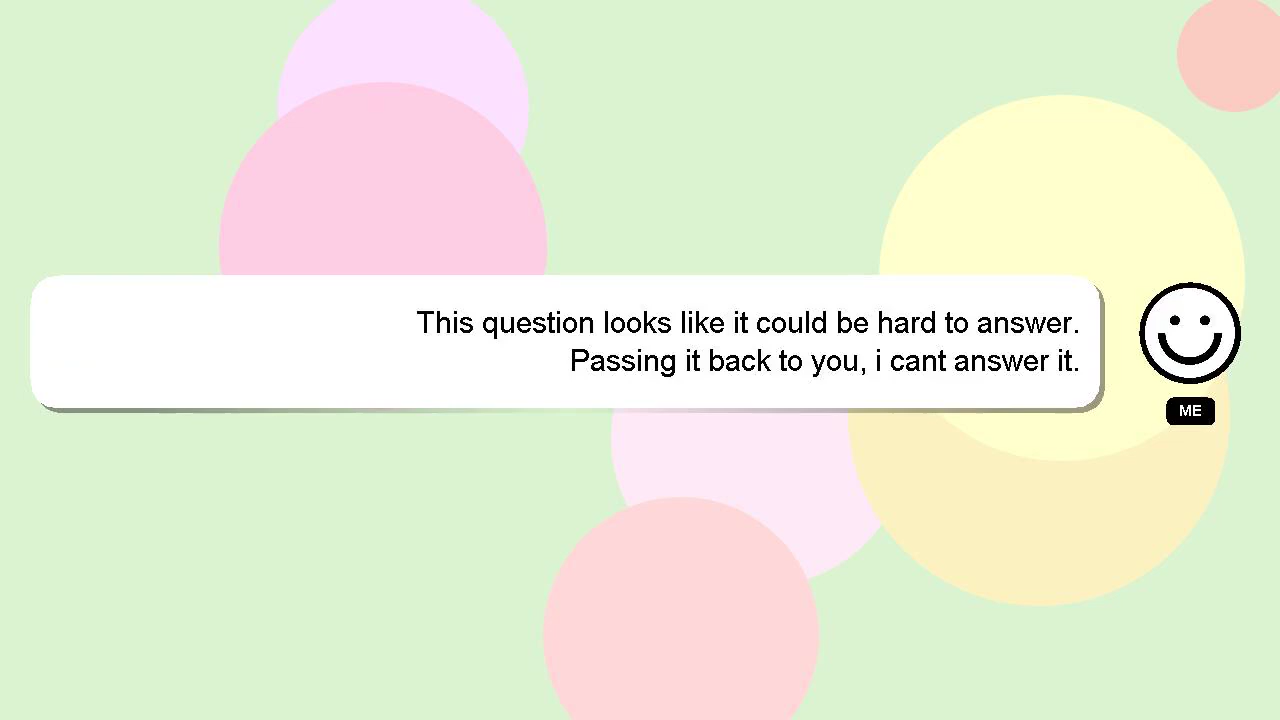 This question looks like it could be hard to answer.
Passing it back to you, i cant answer it.
ME